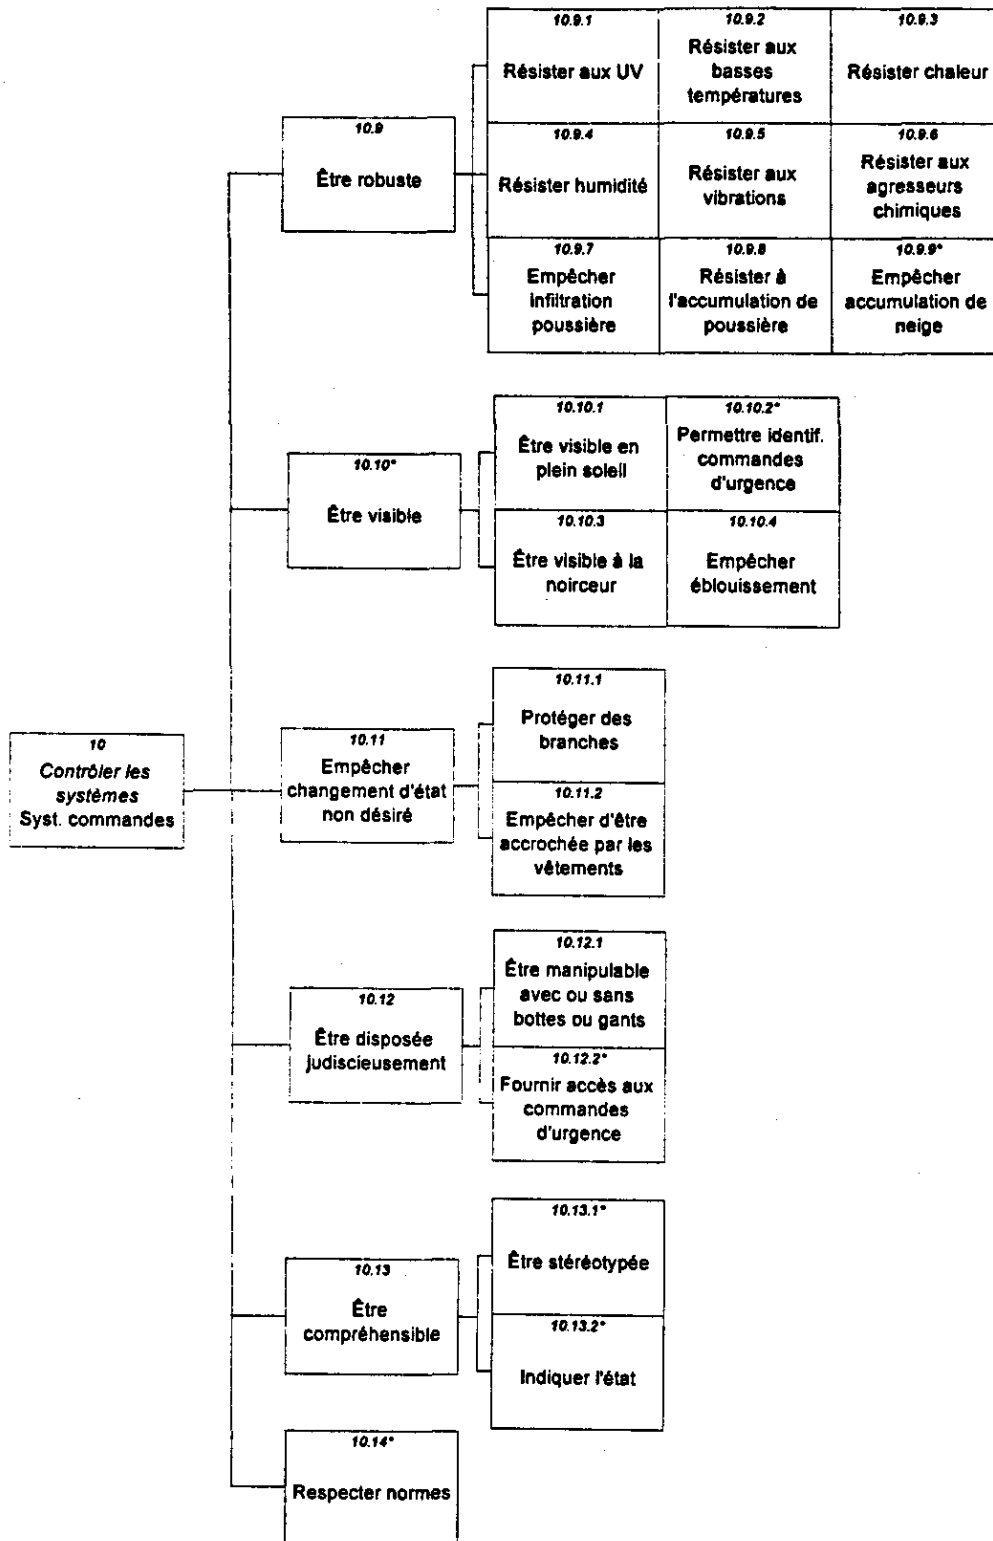 10
Contrôler les
systèmes
Syst. commandes
10.9
Être robuste
10.9.1
Résister aux UV
10.9.2
Résister aux
basses
températures
10.9.3
Résister chaleur
10.9.4
Résister humidité
10.9.5
Résister aux
vibrations
10.9.6
Résister aux
agresseurs
chimiques
10.9.7
Empêcher
infiltration
poussière
10.9.8
Résister à
l'accumulation de
poussière
10.9.9*
Empêcher
accumulation de
neige
10.10*
Être visible
10.10.1
Être visible en
plein soleil
10.10.2*
Permettre identif.
commandes
d'urgence
10.10.3
Être visible à la
noirceur
10.10.4
Empêcher
éblouissement
10.11
Empêcher
changement d'état
non désiré
10.11.1
Protéger des
branches
10.11.2
Empêcher d'être
accrochée par les
vêtements
10.12
Être disposée
judiscieusement
10.12.1
Être manipulable
avec ou sans
bottes ou gants
10.12.2*
Fournir accès aux
commandes
d'urgence
10.13
Être
compréhensible
10.13.1*
Être stéréotypée
10.13.2*
Indiquer l'état
10.14*
Respecter normes